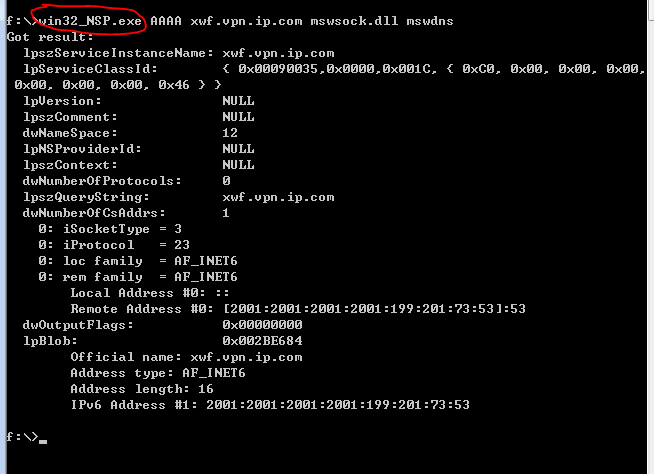 f:\>win32_NSP.exe AAAA xwf.vpn.ip.com mswsock.dll mswdns
Got result:
lpszServiceInstanceName: xwf.vpn.ip.com
lpServiceClassId: { 0x00090035,0x0000,0x001C, { 0xC0, 0x00, 0x00, 0x00,
0x00, 0x00, 0x00, 0x46 } }
lpVersion: NULL
lpszComment: NULL
dwNameSpace: 12
lpNSProviderId: NULL
lpszContext: NULL
dwNumberOfProtocols: 0
lpszQueryString: xwf.vpn.ip.com
dwNumberOfCsAddrs: 1
0: iSocketType = 3
0: iProtocol = 23
0: loc family = AF_INET6
0: rem family = AF_INET6
Local Address #0: ::
Remote Address #0: [2001:2001:2001:2001:199:201:73:53]:53
dwOutputFlags: 0x00000000
lpBlob: 0x002BE684
Official name: xwf.vpn.ip.com
Address type: AF_INET6
Address length: 16
IPv6 Address #1: 2001:2001:2001:2001:199:201:73:53
f:\>_